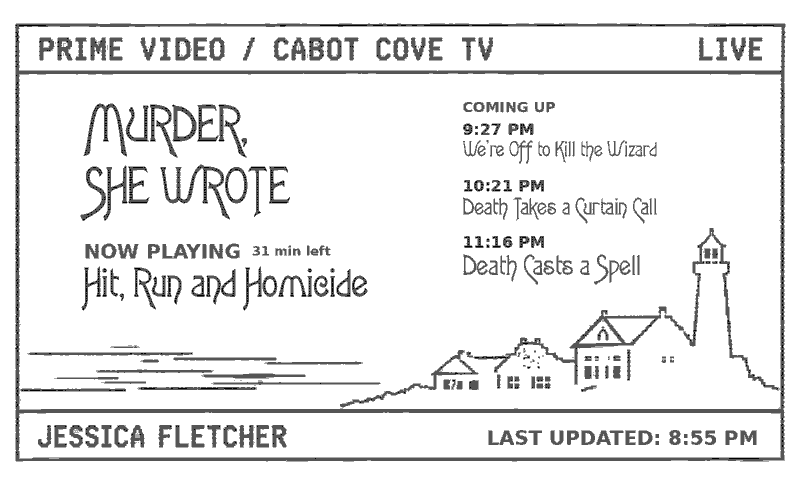 PRIME VIDEO / CABOT COVE TV
LIVE
MURDER,
SHE WROTE
NOW PLAYING 31 min left
Hit, Run and Homicide
COMING UP
9:27 PM
We're Off to Kill the Wizard
10:21 PM
Death Takes a Curtain Call
11:16 PM
Death Casts a Spell
JESSICA FLETCHER
LAST UPDATED: 8:55 PM